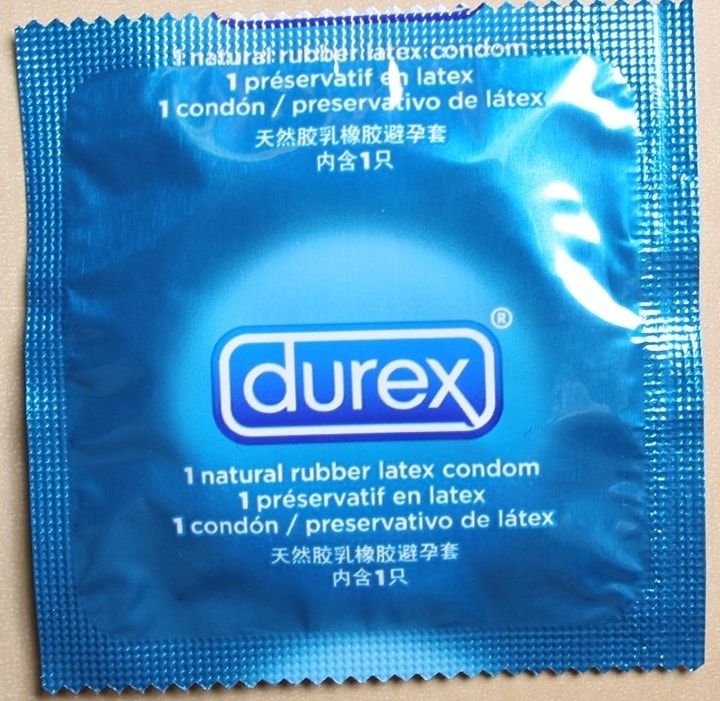 1 natural rubber latex condom
1 préservatif en latex
1 condón / preservativo de látex
天然胶乳橡胶避孕套
内含1只
durex®
1 natural rubber latex condom
1 préservatif en latex
1 condón / preservativo de látex
天然胶乳橡胶避孕套
内含1只